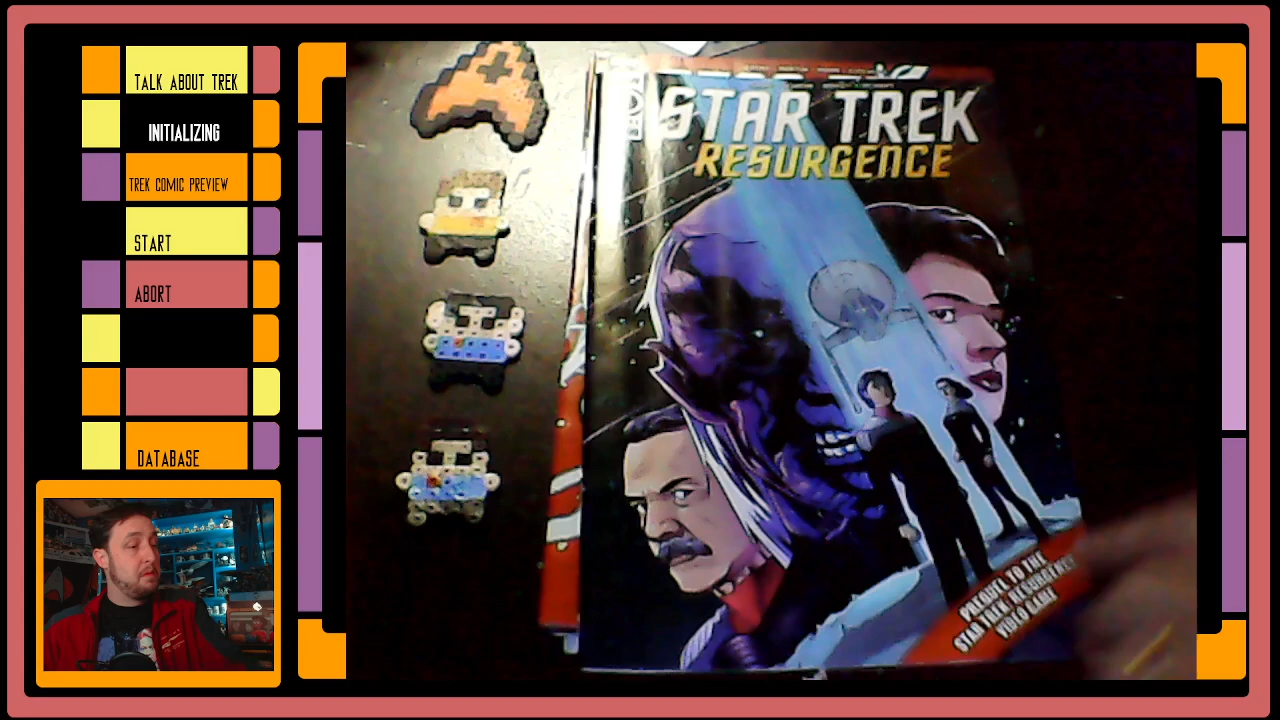 TALK ABOUT TREK
INITIALIZING
TREK COMIC PREVIEW
START
ABORT
DATABASE
IDW
STAR TREK
RESURGENCE
PREQUEL TO THE
STAR TREK RESURGENCE
VIDEO GAME